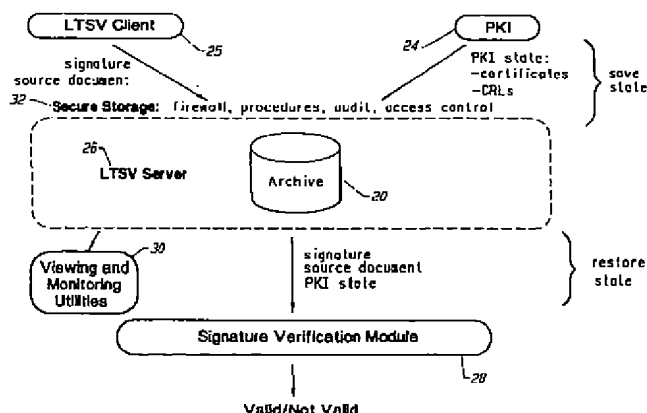 LTSV Client
25
24
PKI
signature
source document
PKI state:
-certificates
-CRLs
save
state
32
Secure Storage: firewall, procedures, audit, access control
26
LTSV Server
Archive
20
30
Viewing and
Monitoring
Utilities
signature
source document
PKI state
restore
state
Signature Verification Module
28
Valid/Not Valid